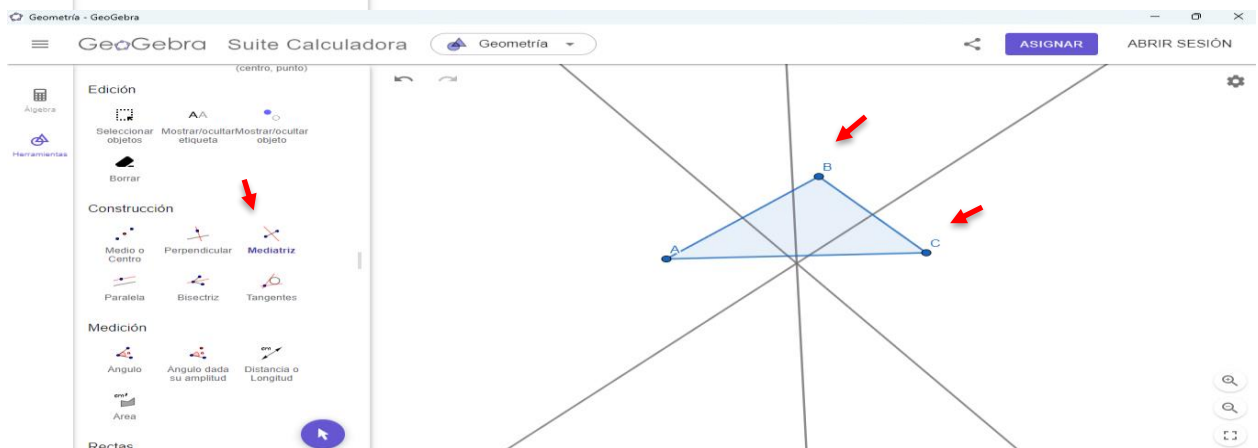 Geometría - GeoGebra
GeoGebra Suite Calculadora
Geometría
ASIGNAR
ABRIR SESIÓN
Álgebra
Herramientas
(centro, punto)
Edición
Seleccionar objetos
Mostrar/ocultar etiqueta
Mostrar/ocultar objeto
Borrar
Construcción
Medio o Centro
Perpendicular
Mediatriz
Paralela
Bisectriz
Tangentes
Medición
Ángulo
Ángulo dada su amplitud
Distancia o Longitud
Área
Rectas
A
B
C